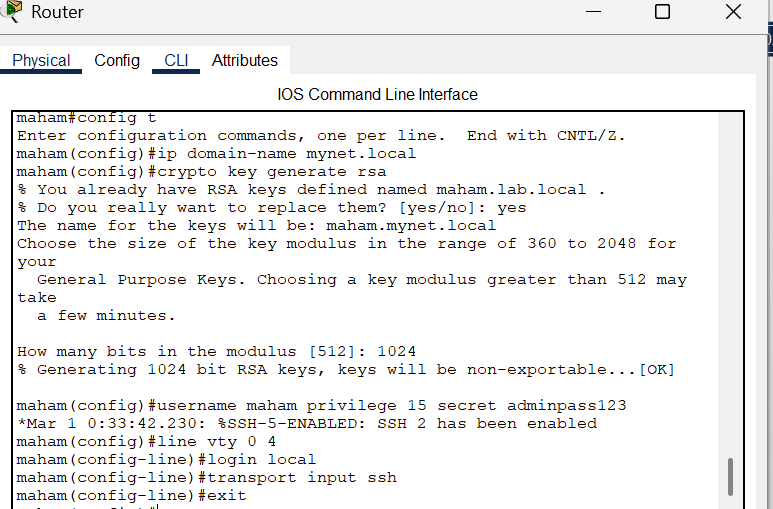 Router
Physical Config CLI Attributes
IOS Command Line Interface
maham#config t
Enter configuration commands, one per line.  End with CNTL/Z.
maham(config)#ip domain-name mynet.local
maham(config)#crypto key generate rsa
% You already have RSA keys defined named maham.lab.local .
% Do you really want to replace them? [yes/no]: yes
The name for the keys will be: maham.mynet.local
Choose the size of the key modulus in the range of 360 to 2048 for
your
  General Purpose Keys. Choosing a key modulus greater than 512 may
take
  a few minutes.
How many bits in the modulus [512]: 1024
% Generating 1024 bit RSA keys, keys will be non-exportable...[OK]
maham(config)#username maham privilege 15 secret adminpass123
*Mar 1 0:33:42.230: %SSH-5-ENABLED: SSH 2 has been enabled
maham(config)#line vty 0 4
maham(config-line)#login local
maham(config-line)#transport input ssh
maham(config-line)#exit